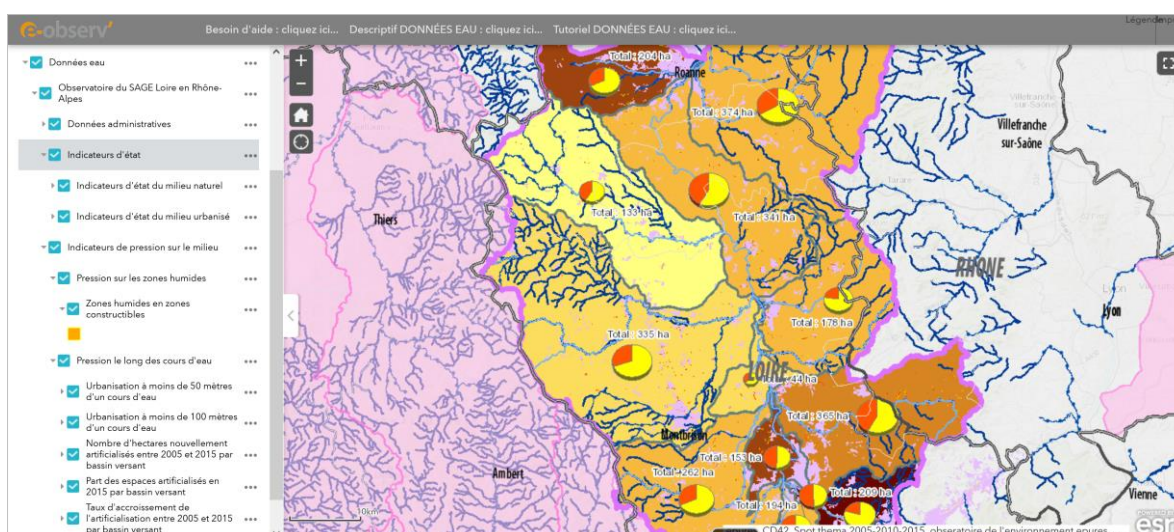 e-observ'
Besoin d'aide : cliquez ici... Descriptif DONNÉES EAU : cliquez ici... Tutoriel DONNÉES EAU : cliquez ici...
Données eau
Observatoire du SAGE Loire en Rhône-
Alpes
Données administratives
Indicateurs d'état
Indicateurs d'état du milieu naturel
Indicateurs d'état du milieu urbanisé
Indicateurs de pression sur le milieu
Pression sur les zones humides
Zones humides en zones
constructibles
Pression le long des cours d'eau
Urbanisation à moins de 50 mètres
d'un cours d'eau
Urbanisation à moins de 100 mètres
d'un cours d'eau
Nombre d'hectares nouvellement
artificialisés entre 2005 et 2015 par
bassin versant
Part des espaces artificialisés en
2015 par bassin versant
Taux d'accroissement de
l'artificialisation entre 2005 et 2015
par bassin versant
Total : 204 ha
Roanne
Total : 374 ha
Villefranche
sur-Saône
Tarare
Thiers
Total : 133 ha
Total : 341 ha
RHONE
Lyon
Total : 178 ha
Total : 335 ha
LOIRE
44 ha
Total : 365 ha
Montbrison
Total : 153 ha
Ambert
Total : 262 ha
Total : 209 ha
Total : 194 ha
Vienne
10km
CD42, Spot thema 2005-2010-2015, obseratoire de l'environement epures
POWERED BY
esri